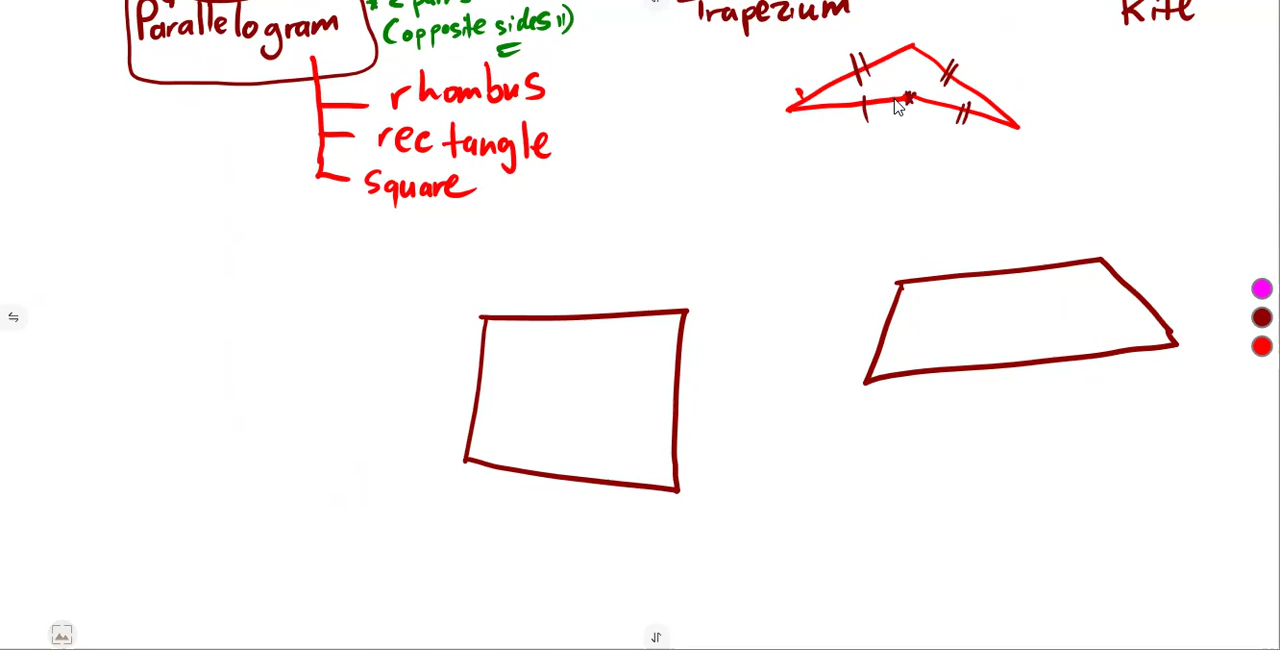 Parallelogram
(opposite sides ))
Trapezium
Kite
rhombus
rectangle
square